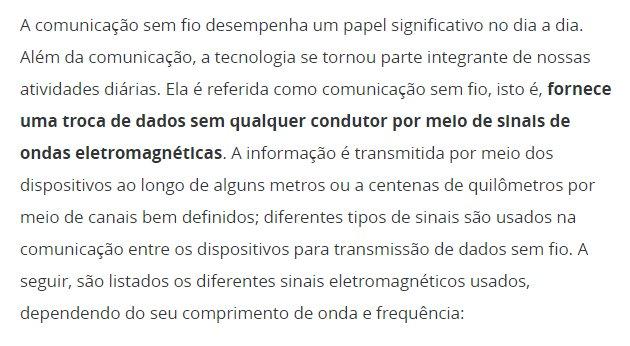 A comunicação sem fio desempenha um papel significativo no dia a dia.
Além da comunicação, a tecnologia se tornou parte integrante de nossas
atividades diárias. Ela é referida como comunicação sem fio, isto é, fornece
uma troca de dados sem qualquer condutor por meio de sinais de
ondas eletromagnéticas. A informação é transmitida por meio dos
dispositivos ao longo de alguns metros ou a centenas de quilômetros por
meio de canais bem definidos; diferentes tipos de sinais são usados na
comunicação entre os dispositivos para transmissão de dados sem fio. A
seguir, são listados os diferentes sinais eletromagnéticos usados,
dependendo do seu comprimento de onda e frequência: